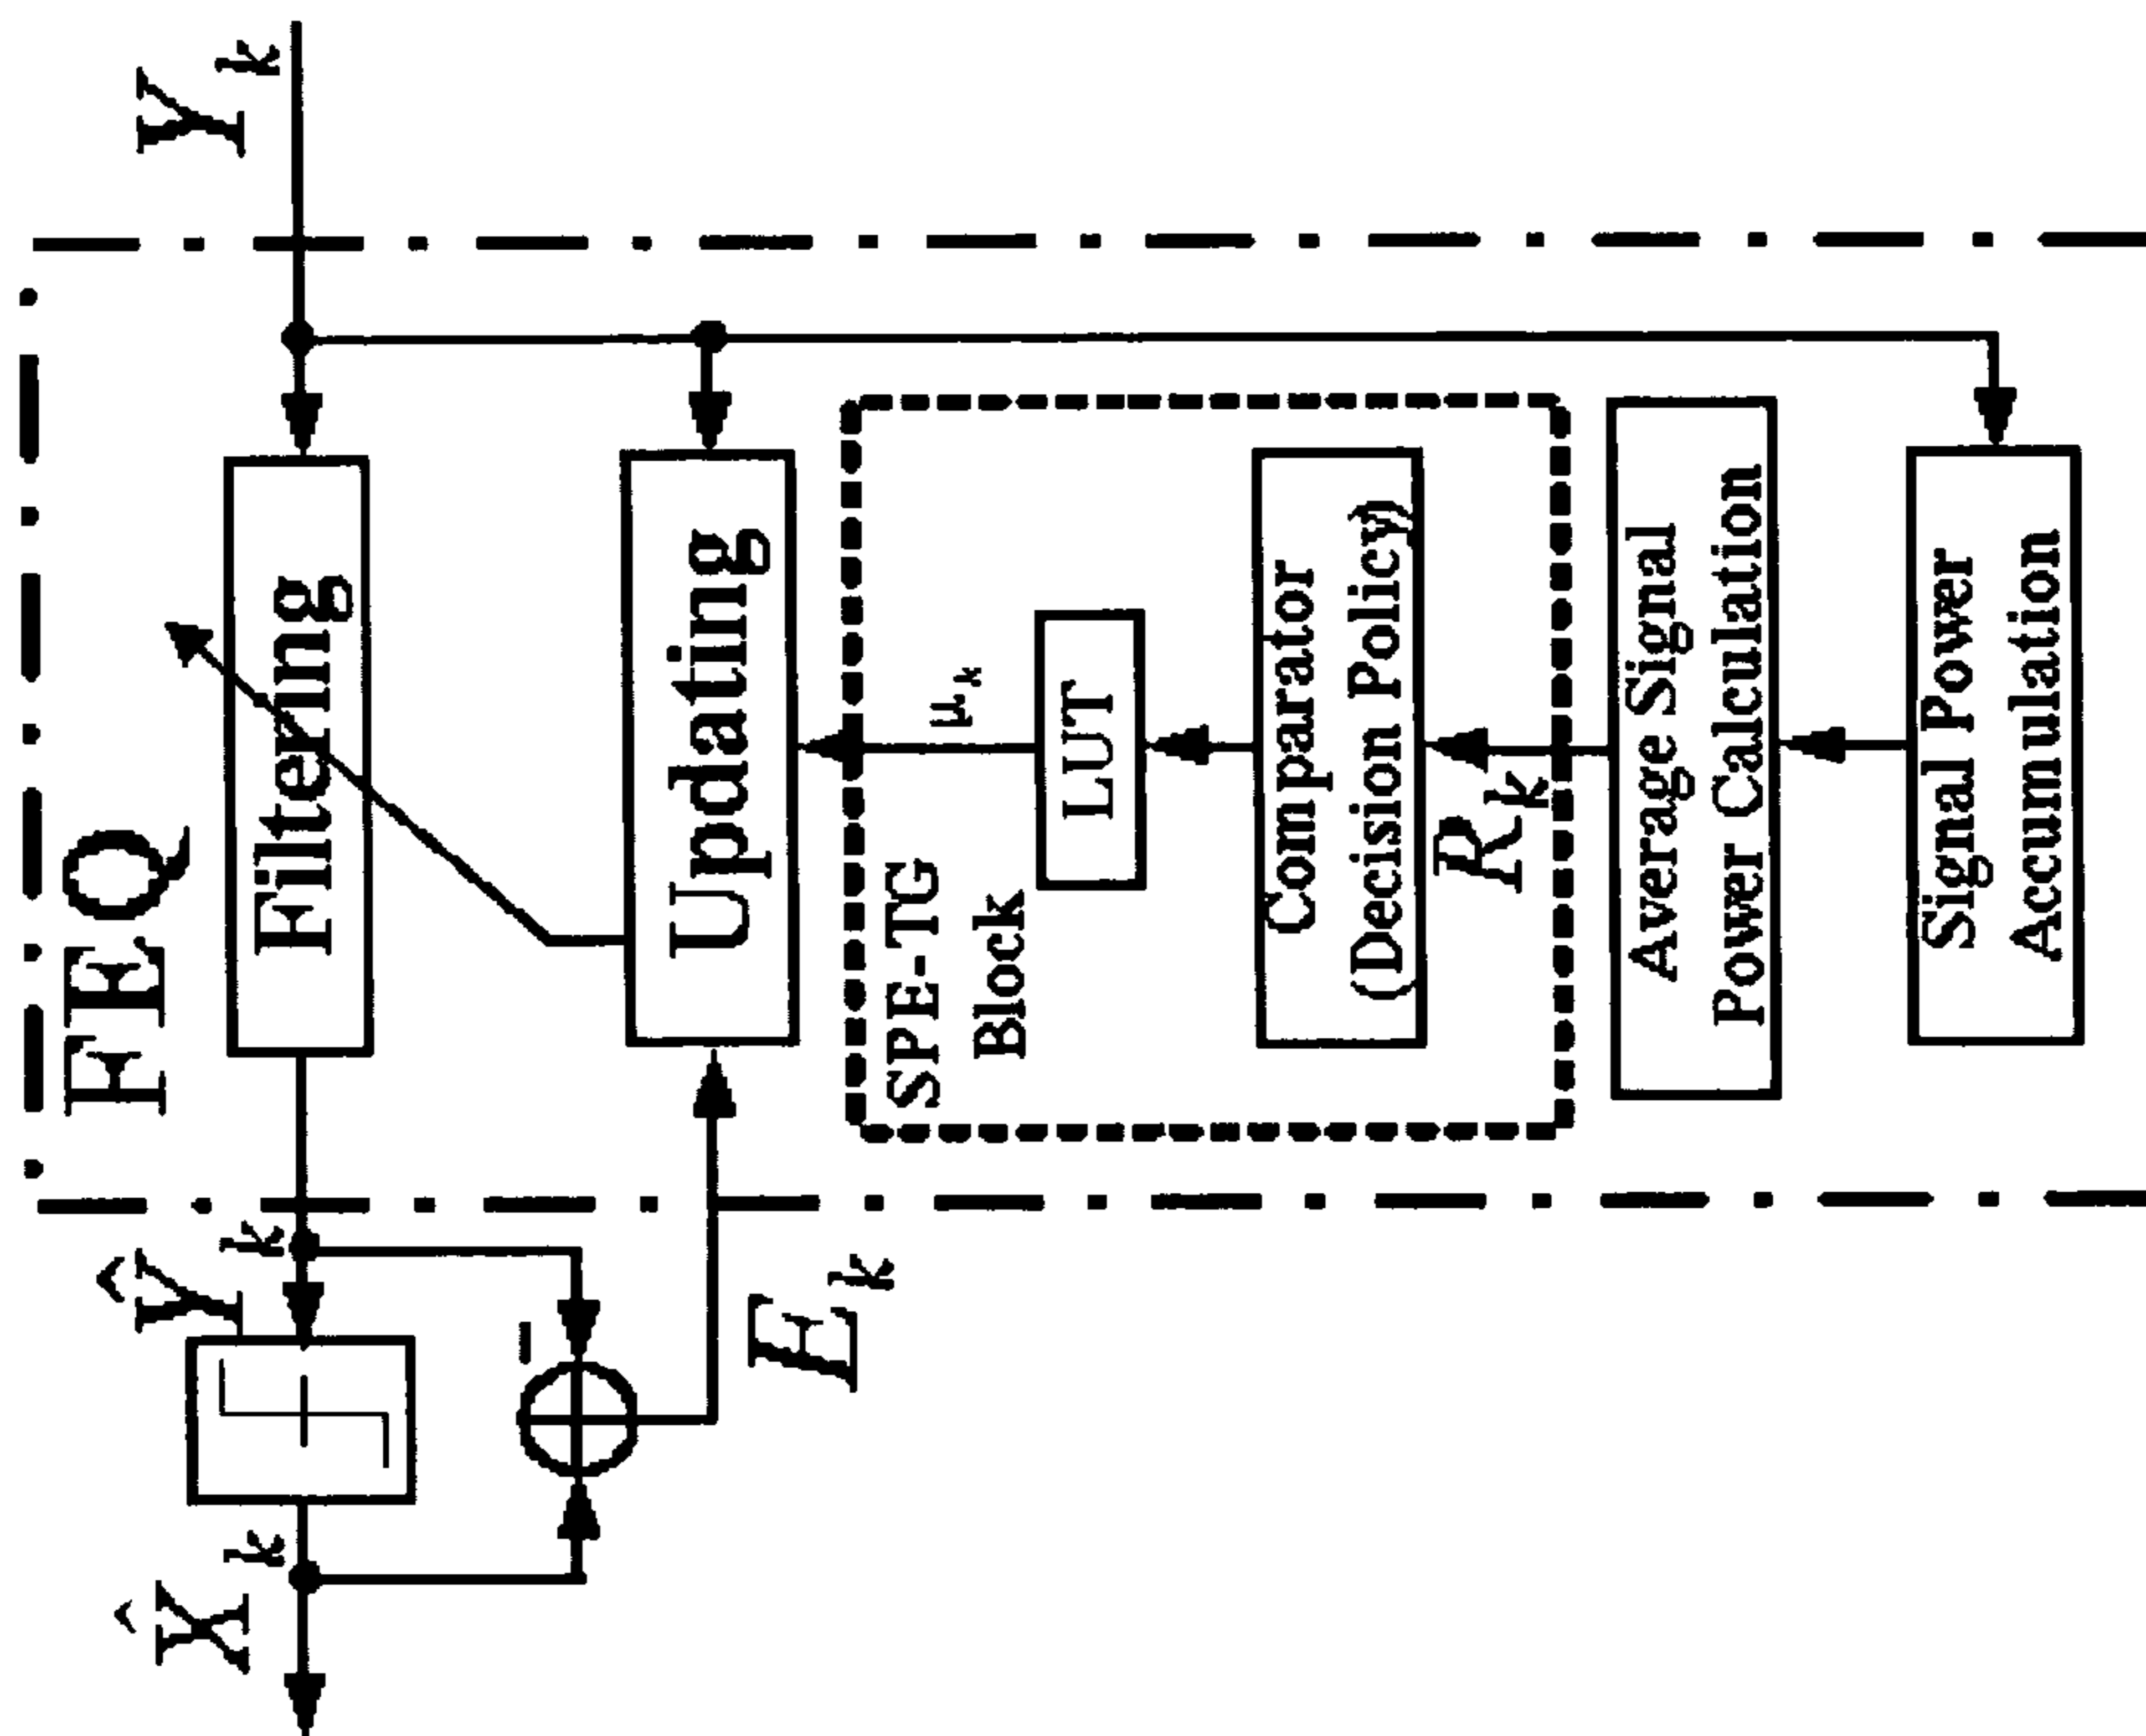 FEQ
X̂ₖ
Ŷₖ
Yₖ
Filtering
−
Updating
Eₖ
SPE-TG
Block
μₖ
LUT
Comparator
(Decision Policy)
Rₖ
Average Signal
Power Calculation
Signal Power
Accumulation